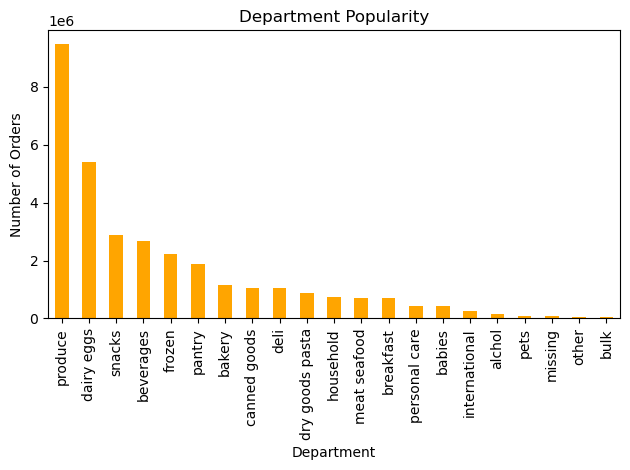 Department Popularity
1e6
8
6
4
2
0
Number of Orders
produce
dairy eggs
snacks
beverages
frozen
pantry
bakery
canned goods
deli
dry goods pasta
household
meat seafood
breakfast
personal care
babies
international
alchol
pets
missing
other
bulk
Department